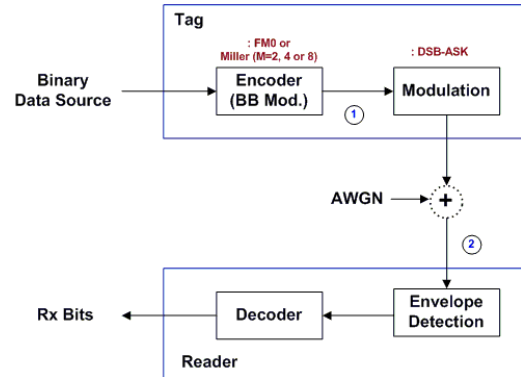 Tag
: FM0 or
Miller (M=2, 4 or 8)
: DSB-ASK
Binary
Data Source
Encoder
(BB Mod.)
1
Modulation
AWGN
+
2
Rx Bits
Decoder
Envelope
Detection
Reader